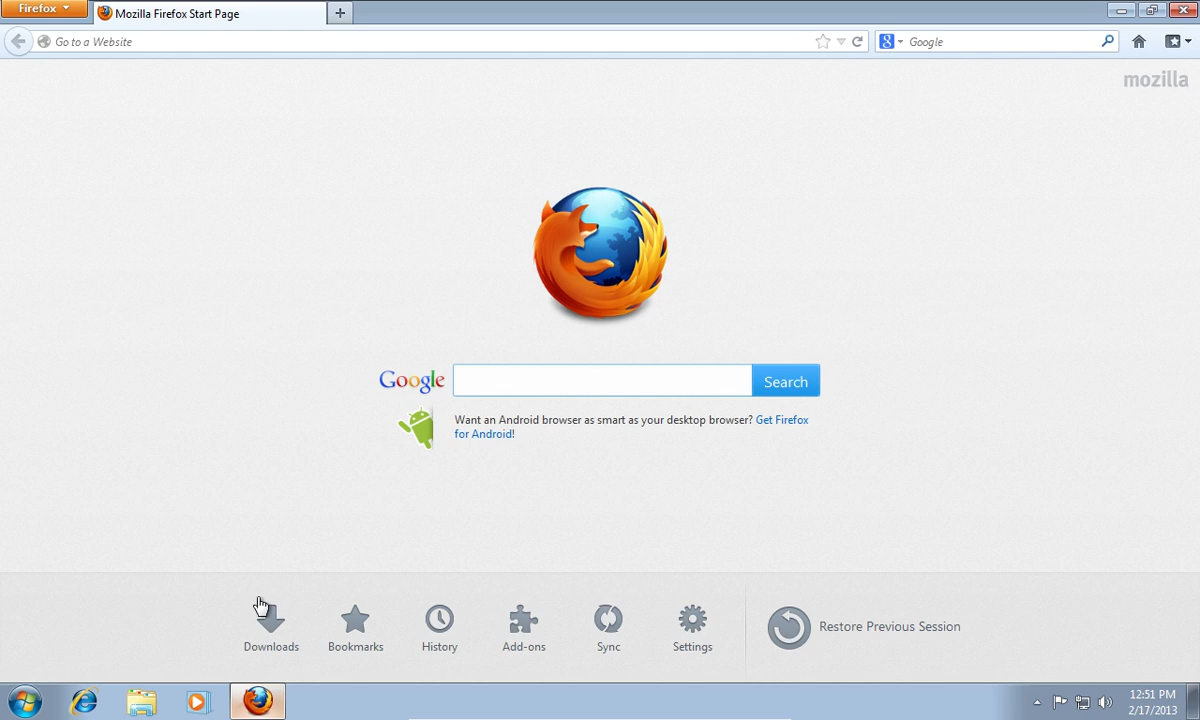 Firefox
Mozilla Firefox Start Page
Go to a Website
Google
mozilla
Google
Search
Want an Android browser as smart as your desktop browser? Get Firefox
for Android!
Downloads
Bookmarks
History
Add-ons
Sync
Settings
Restore Previous Session
12:51 PM
2/17/2013